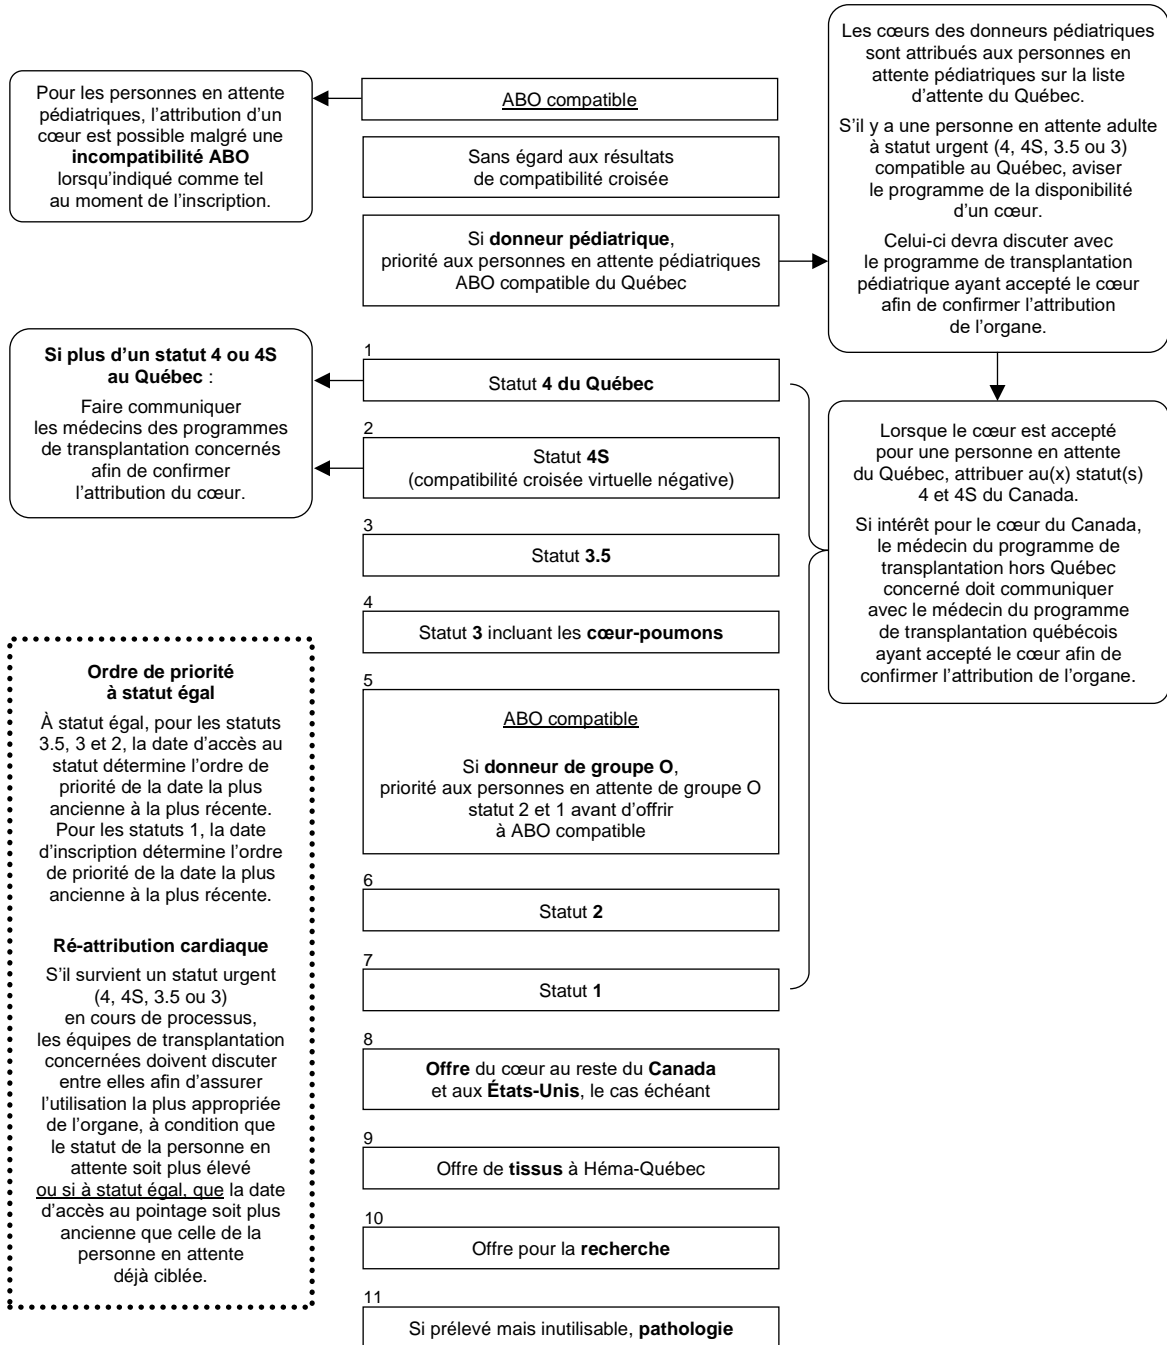 Les cœurs des donneurs pédiatriques
sont attribués aux personnes en
attente pédiatriques sur la liste
d'attente du Québec.
S'il y a une personne en attente adulte
à statut urgent (4, 4S, 3.5 ou 3)
compatible au Québec, aviser
le programme de la disponibilité
d'un cœur.
Celui-ci devra discuter avec
le programme de transplantation
pédiatrique ayant accepté le cœur
afin de confirmer l'attribution
de l'organe.
Pour les personnes en attente
pédiatriques, l'attribution d'un
cœur est possible malgré une
incompatibilité ABO
lorsqu'indiqué comme tel
au moment de l'inscription.
ABO compatible
Sans égard aux résultats
de compatibilité croisée
Si donneur pédiatrique,
priorité aux personnes en attente pédiatriques
ABO compatible du Québec
Si plus d'un statut 4 ou 4S
au Québec :
Faire communiquer
les médecins des programmes
de transplantation concernés
afin de confirmer
l'attribution du cœur.
1
Statut 4 du Québec
2
Statut 4S
(compatibilité croisée virtuelle négative)
3
Statut 3.5
4
Statut 3 incluant les cœur-poumons
5
ABO compatible
Si donneur de groupe O,
priorité aux personnes en attente de groupe O
statut 2 et 1 avant d'offrir
à ABO compatible
6
Statut 2
7
Statut 1
8
Offre du cœur au reste du Canada
et aux États-Unis, le cas échéant
9
Offre de tissus à Héma-Québec
10
Offre pour la recherche
11
Si prélevé mais inutilisable, pathologie
Lorsque le cœur est accepté
pour une personne en attente
du Québec, attribuer au(x) statut(s)
4 et 4S du Canada.
Si intérêt pour le cœur du Canada,
le médecin du programme de
transplantation hors Québec
concerné doit communiquer
avec le médecin du programme
de transplantation québécois
ayant accepté le cœur afin de
confirmer l'attribution de l'organe.
Ordre de priorité
à statut égal
À statut égal, pour les statuts
3.5, 3 et 2, la date d'accès au
statut détermine l'ordre de
priorité de la date la plus
ancienne à la plus récente.
Pour les statuts 1, la date
d'inscription détermine l'ordre
de priorité de la date la plus
ancienne à la plus récente.
Ré-attribution cardiaque
S'il survient un statut urgent
(4, 4S, 3.5 ou 3)
en cours de processus,
les équipes de transplantation
concernées doivent discuter
entre elles afin d'assurer
l'utilisation la plus appropriée
de l'organe, à condition que
le statut de la personne en
attente soit plus élevé
ou si à statut égal, que la date
d'accès au pointage soit plus
ancienne que celle de la
personne en attente
déjà ciblée.